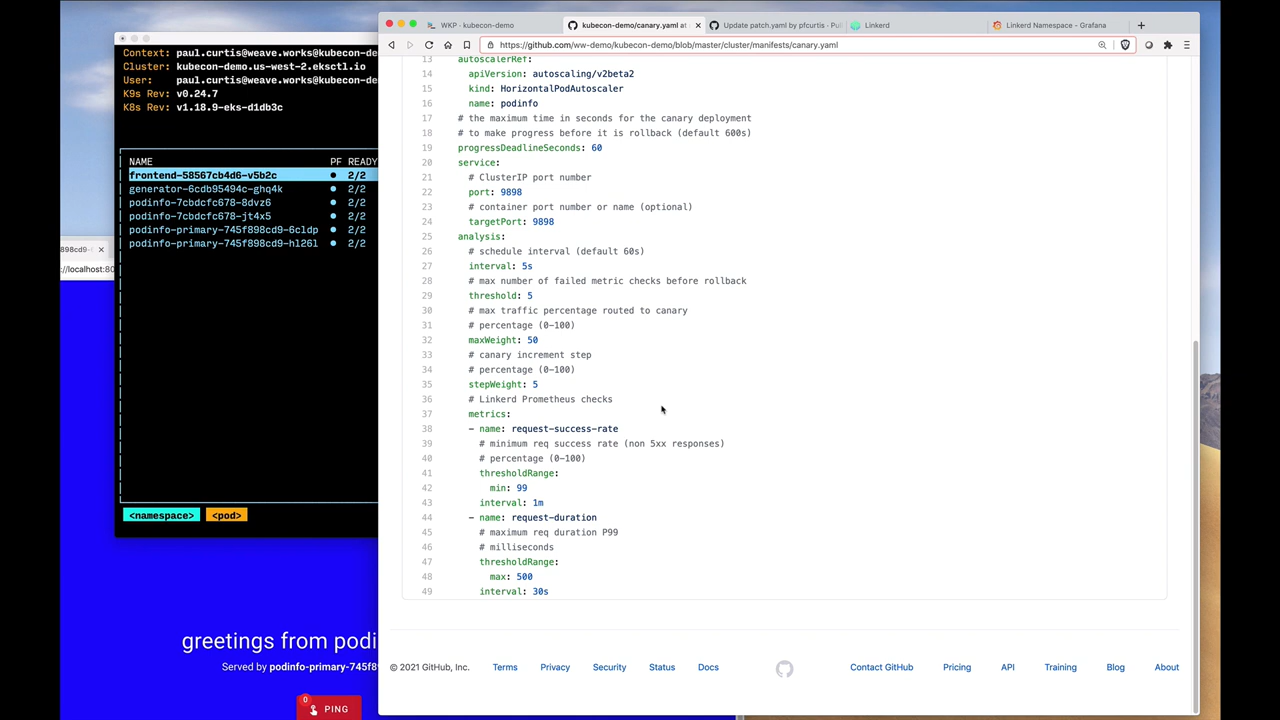 WKP - kubecon-demo
kubecon-demo/canary.yaml at
Update patch.yaml by pfcurtis · Pul
Linkerd
Linkerd Namespace - Grafana
https://github.com/ww-demo/kubecon-demo/blob/master/cluster/manifests/canary.yaml
Context: paul.curtis@weave.works@kubecon-de
Cluster: kubecon-demo.us-west-2.eksctl.io
User: paul.curtis@weave.works@kubecon-de
K9s Rev: v0.24.7
K8s Rev: v1.18.9-eks-d1db3c
NAME PF READY
frontend-58567cb4d6-v5b2c ● 2/2
generator-6cdb95494c-ghq4k ● 2/2
podinfo-7cbdcfc678-8dvz6 ● 2/2
podinfo-7cbdcfc678-jt4x5 ● 2/2
podinfo-primary-745f898cd9-6cldp ● 2/2
podinfo-primary-745f898cd9-hl26l ● 2/2
<namespace> <pod>
://localhost:80
greetings from podi
Served by podinfo-primary-745f89
0
PING
13 autoscalerRef:
14 apiVersion: autoscaling/v2beta2
15 kind: HorizontalPodAutoscaler
16 name: podinfo
17 # the maximum time in seconds for the canary deployment
18 # to make progress before it is rollback (default 600s)
19 progressDeadlineSeconds: 60
20 service:
21 # ClusterIP port number
22 port: 9898
23 # container port number or name (optional)
24 targetPort: 9898
25 analysis:
26 # schedule interval (default 60s)
27 interval: 5s
28 # max number of failed metric checks before rollback
29 threshold: 5
30 # max traffic percentage routed to canary
31 # percentage (0-100)
32 maxWeight: 50
33 # canary increment step
34 # percentage (0-100)
35 stepWeight: 5
36 # Linkerd Prometheus checks
37 metrics:
38 - name: request-success-rate
39 # minimum req success rate (non 5xx responses)
40 # percentage (0-100)
41 thresholdRange:
42 min: 99
43 interval: 1m
44 - name: request-duration
45 # maximum req duration P99
46 # milliseconds
47 thresholdRange:
48 max: 500
49 interval: 30s
© 2021 GitHub, Inc.
Terms
Privacy
Security
Status
Docs
Contact GitHub
Pricing
API
Training
Blog
About